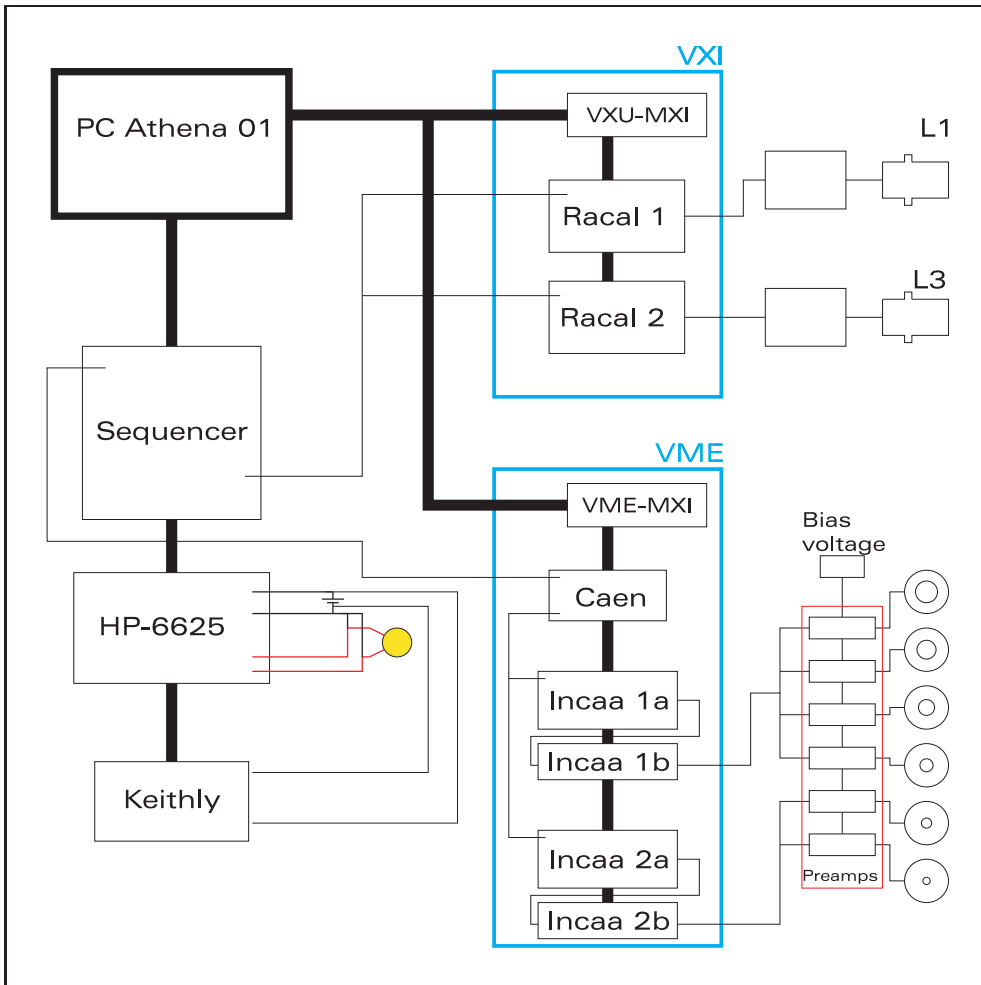 VXI
PC Athena 01
VXU-MXI
L1
Racal 1
L3
Racal 2
Sequencer
VME
VME-MXI
Bias
voltage
Caen
HP-6625
Incaa 1a
Incaa 1b
Keithly
Incaa 2a
Preamps
Incaa 2b